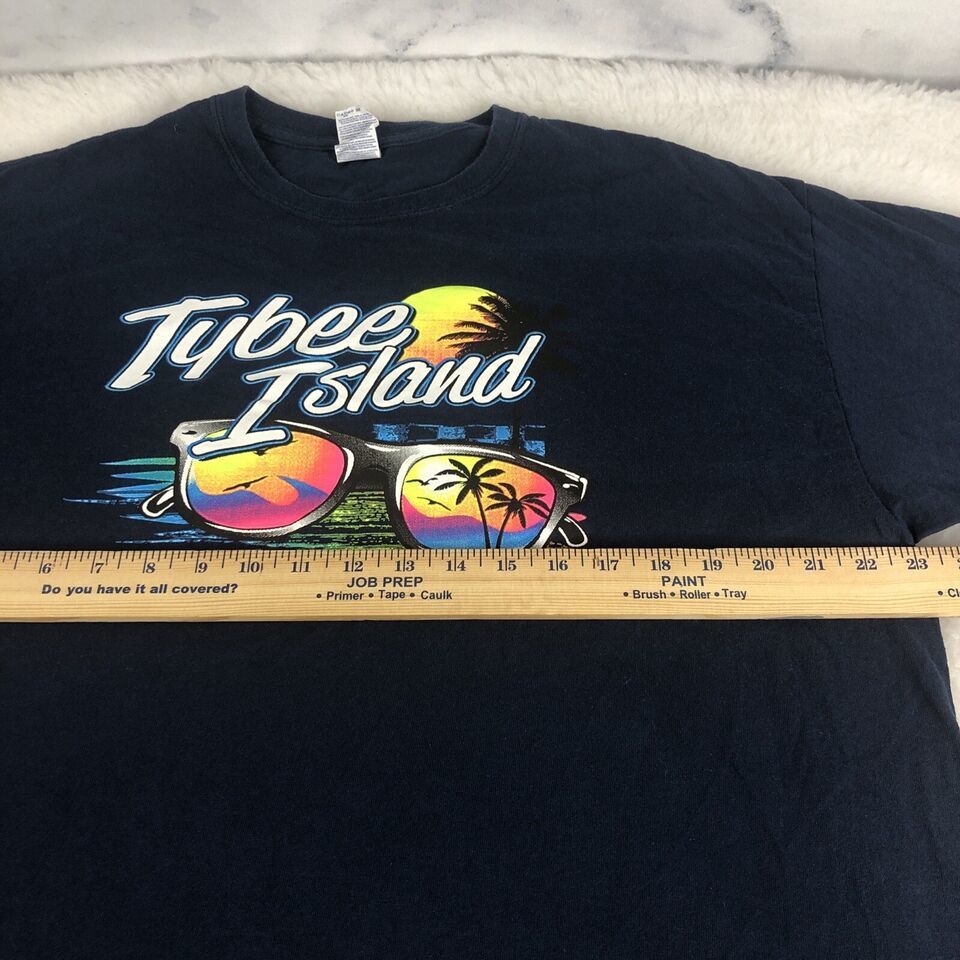 Tybee
Island
6 7 8 9 10 11 12 13 14 15 16 17 18 19 20 21 22 23
Do you have it all covered?
JOB PREP
• Primer • Tape • Caulk
PAINT
• Brush • Roller • Tray